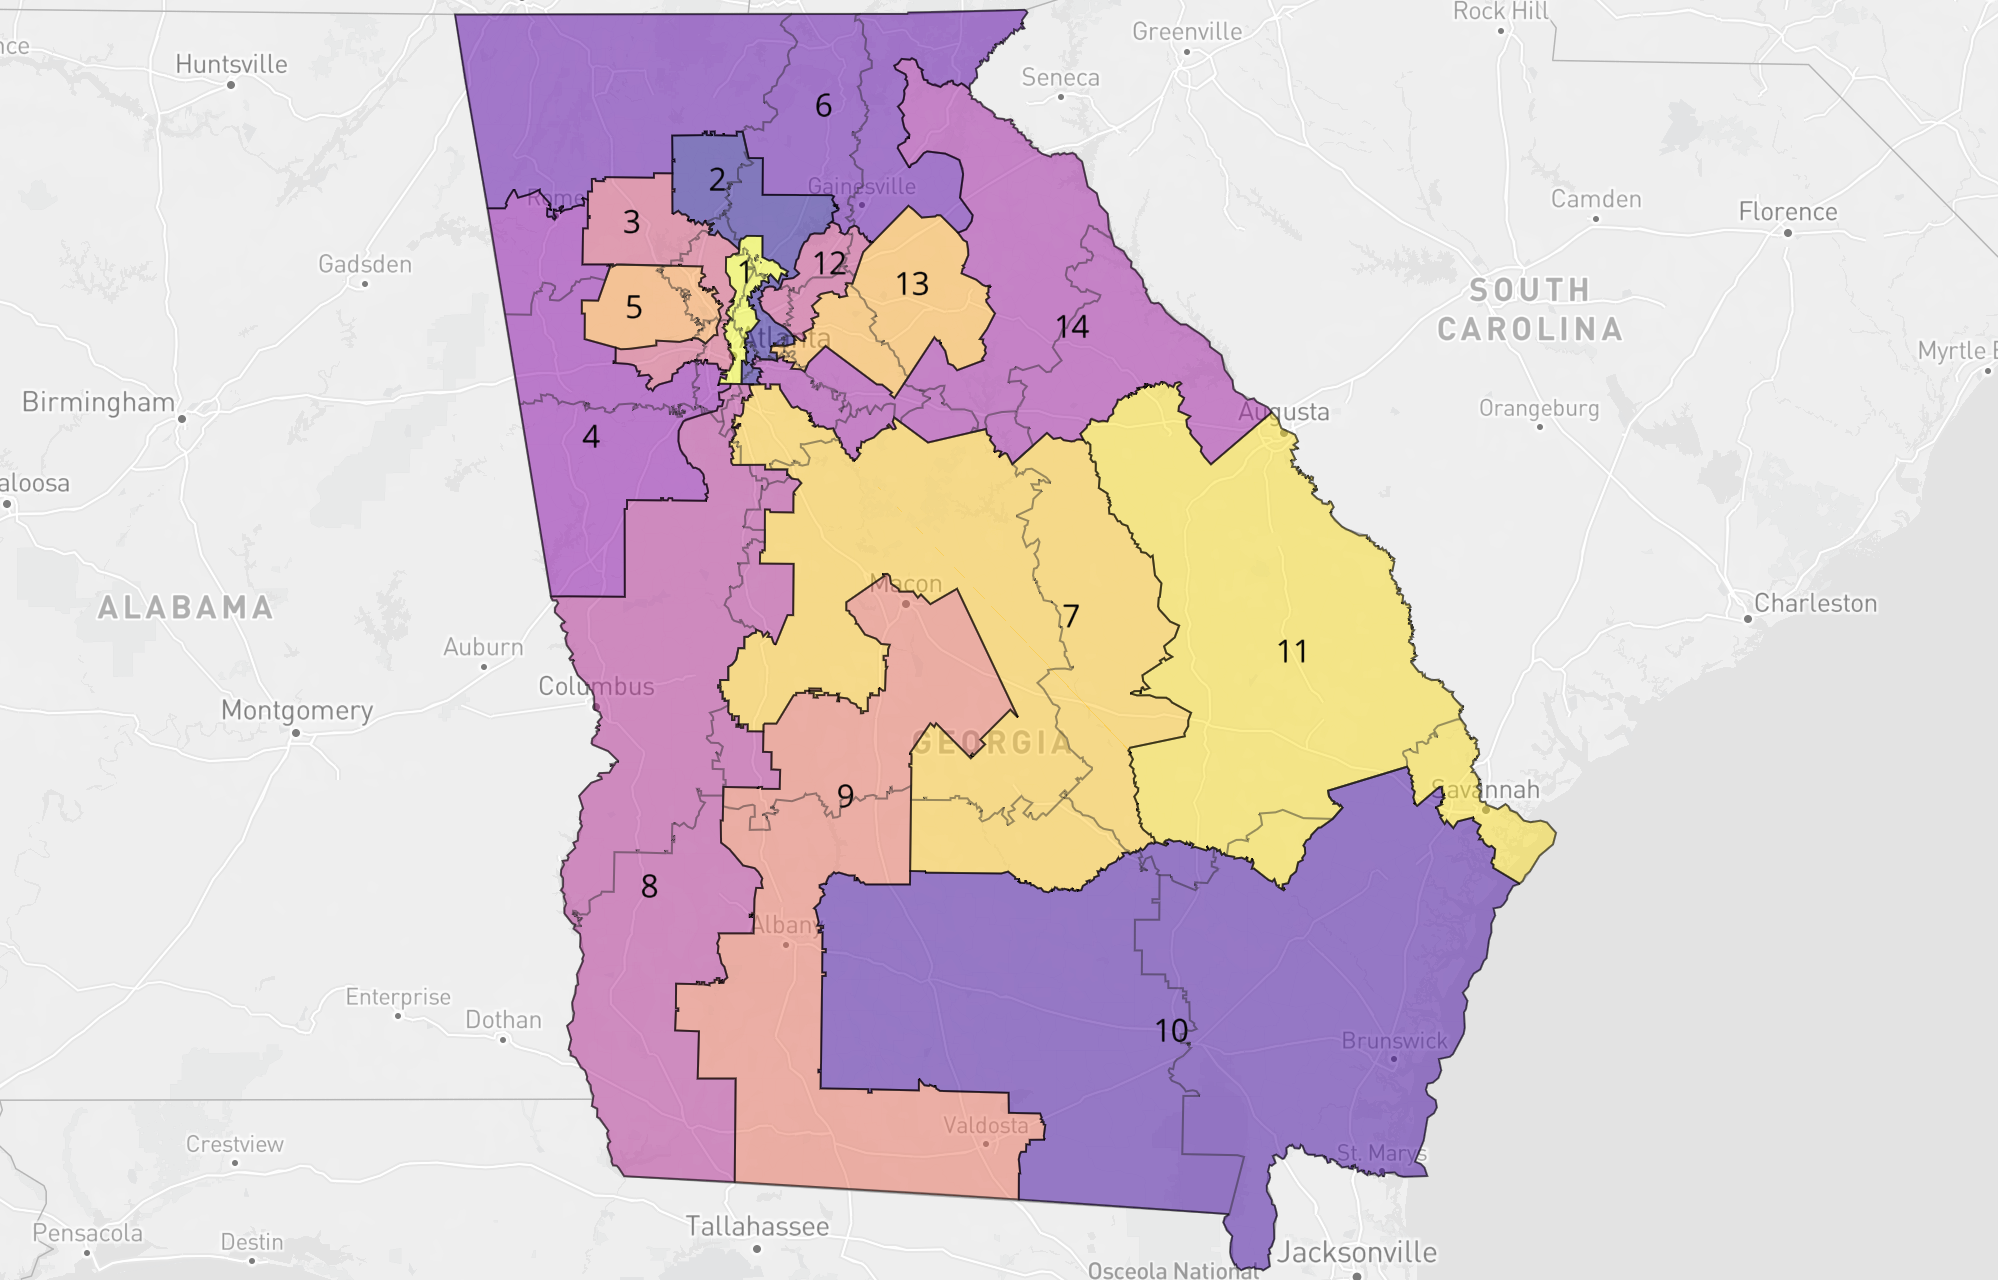 Rock Hill
Greenville
nce
Huntsville
Seneca
6
2
Gainesville
Rome
Camden
Florence
3
Gadsden
12
1
13
SOUTH
CAROLINA
5
14
Atlanta
Myrtle B
Birmingham
Augusta
Orangeburg
4
aloosa
Macon
Charleston
ALABAMA
7
Auburn
11
Columbus
Montgomery
GEORGIA
Savannah
9
8
Albany
Enterprise
Dothan
10
Brunswick
Valdosta
Crestview
St. Marys
Tallahassee
Pensacola
Destin
Jacksonville
Osceola National